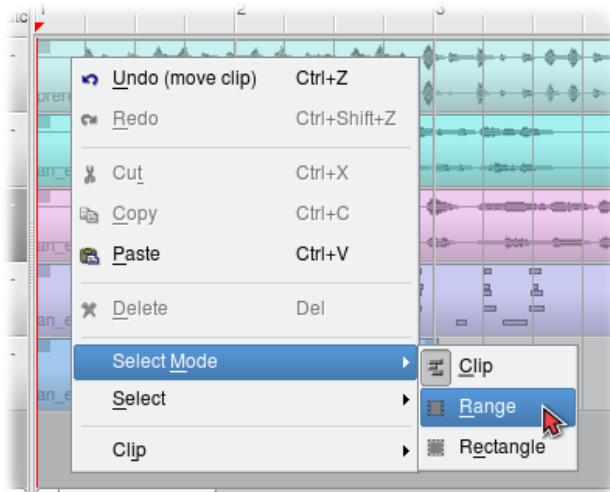 1 2 3
Undo (move clip) Ctrl+Z
Redo Ctrl+Shift+Z
Cut Ctrl+X
Copy Ctrl+C
Paste Ctrl+V
Delete Del
Select Mode
Clip
Select
Range
Clip
Rectangle